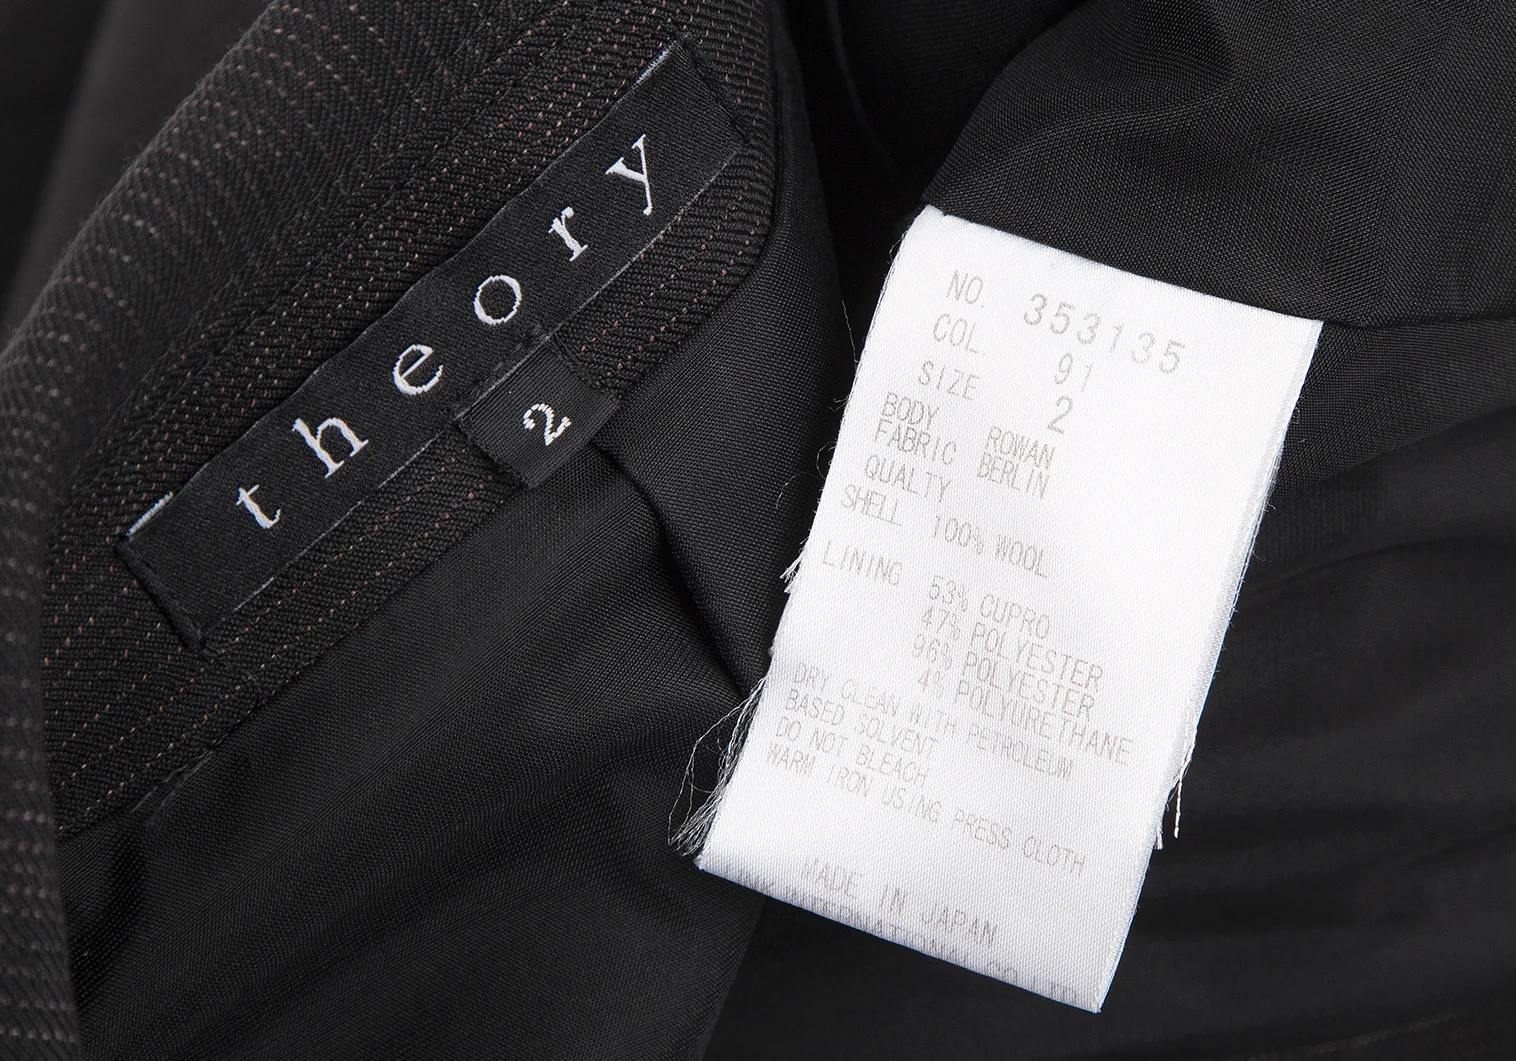 theory
2
NO. 353135
COL 91
SIZE 2
BODY ROWAN
FABRIC BERLIN
QUALTY
SHELL 100% WOOL
LINING 53% CUPRO
47% POLYESTER
96% POLYESTER
4% POLYURETHANE
DRY CLEAN WITH PETROLEUM
BASED SOLVENT
DO NOT BLEACH
WARM IRON USING PRESS CLOTH
MADE IN JAPAN
INTERNATIONAL CO.